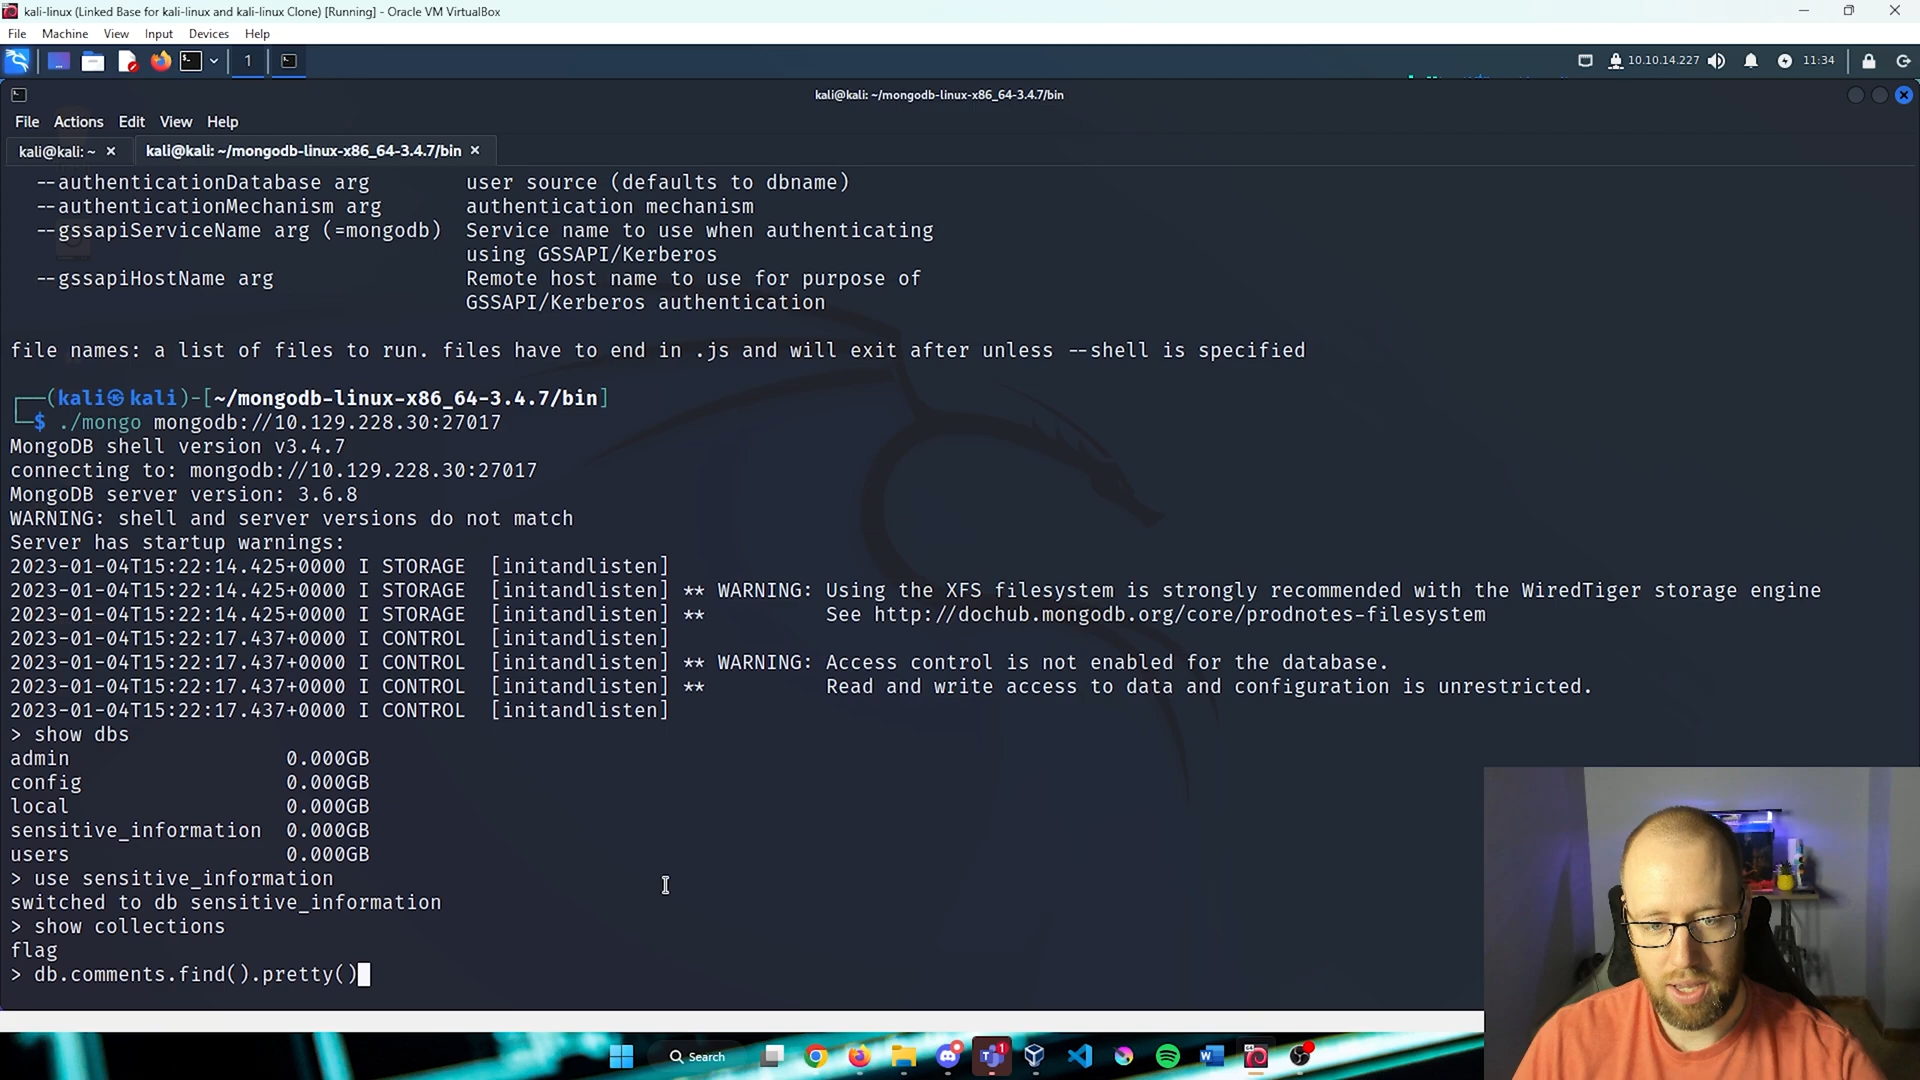 kali-linux (Linked Base for kali-linux and kali-linux Clone) [Running] - Oracle VM VirtualBox
File Machine View Input Devices Help
1
10.10.14.227
11:34
kali@kali: ~/mongodb-linux-x86_64-3.4.7/bin
File Actions Edit View Help
kali@kali: ~ × kali@kali: ~/mongodb-linux-x86_64-3.4.7/bin ×
--authenticationDatabase arg user source (defaults to dbname)
--authenticationMechanism arg authentication mechanism
--gssapiServiceName arg (=mongodb) Service name to use when authenticating
using GSSAPI/Kerberos
--gssapiHostName arg Remote host name to use for purpose of
GSSAPI/Kerberos authentication
file names: a list of files to run. files have to end in .js and will exit after unless --shell is specified
┌──(kali㉿kali)-[~/mongodb-linux-x86_64-3.4.7/bin]
└─$ ./mongo mongodb://10.129.228.30:27017
MongoDB shell version v3.4.7
connecting to: mongodb://10.129.228.30:27017
MongoDB server version: 3.6.8
WARNING: shell and server versions do not match
Server has startup warnings:
2023-01-04T15:22:14.425+0000 I STORAGE [initandlisten]
2023-01-04T15:22:14.425+0000 I STORAGE [initandlisten] ** WARNING: Using the XFS filesystem is strongly recommended with the WiredTiger storage engine
2023-01-04T15:22:14.425+0000 I STORAGE [initandlisten] ** See http://dochub.mongodb.org/core/prodnotes-filesystem
2023-01-04T15:22:17.437+0000 I CONTROL [initandlisten]
2023-01-04T15:22:17.437+0000 I CONTROL [initandlisten] ** WARNING: Access control is not enabled for the database.
2023-01-04T15:22:17.437+0000 I CONTROL [initandlisten] ** Read and write access to data and configuration is unrestricted.
2023-01-04T15:22:17.437+0000 I CONTROL [initandlisten]
> show dbs
admin 0.000GB
config 0.000GB
local 0.000GB
sensitive_information 0.000GB
users 0.000GB
> use sensitive_information
switched to db sensitive_information
> show collections
flag
> db.comments.find().pretty()
Search